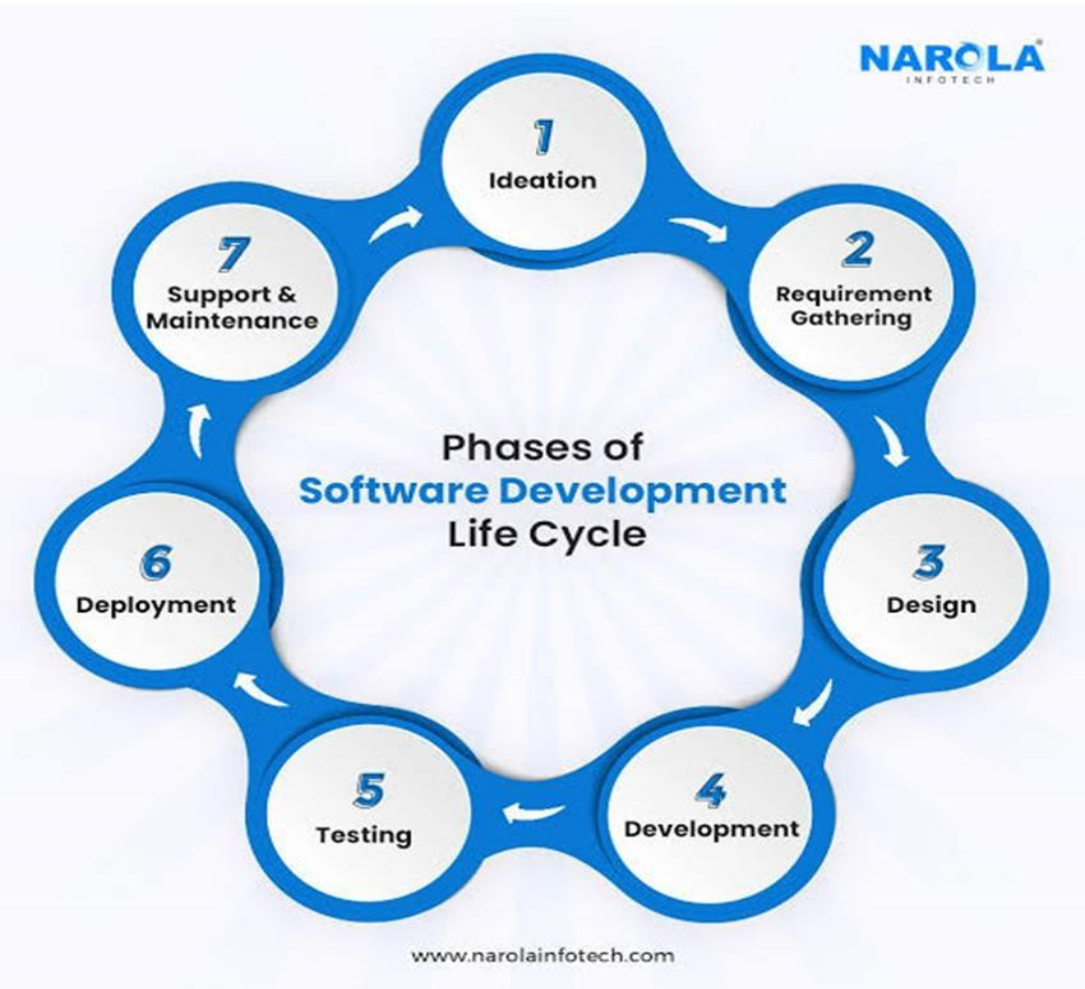 NAROLA
INFOTECH
1
Ideation
2
Requirement
Gathering
3
Design
4
Development
5
Testing
6
Deployment
7
Support &
Maintenance
Phases of
Software Development
Life Cycle
www.narolainfotech.com